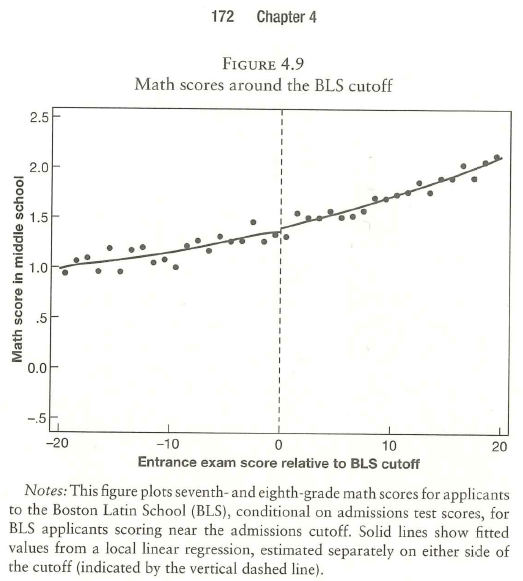 172 Chapter 4
FIGURE 4.9
Math scores around the BLS cutoff
2.5
2.0
1.5
1.0
.5
0.0
–.5
Math score in middle school
–20
–10
0
10
20
Entrance exam score relative to BLS cutoff
Notes: This figure plots seventh- and eighth-grade math scores for applicants
to the Boston Latin School (BLS), conditional on admissions test scores, for
BLS applicants scoring near the admissions cutoff. Solid lines show fitted
values from a local linear regression, estimated separately on either side of
the cutoff (indicated by the vertical dashed line).